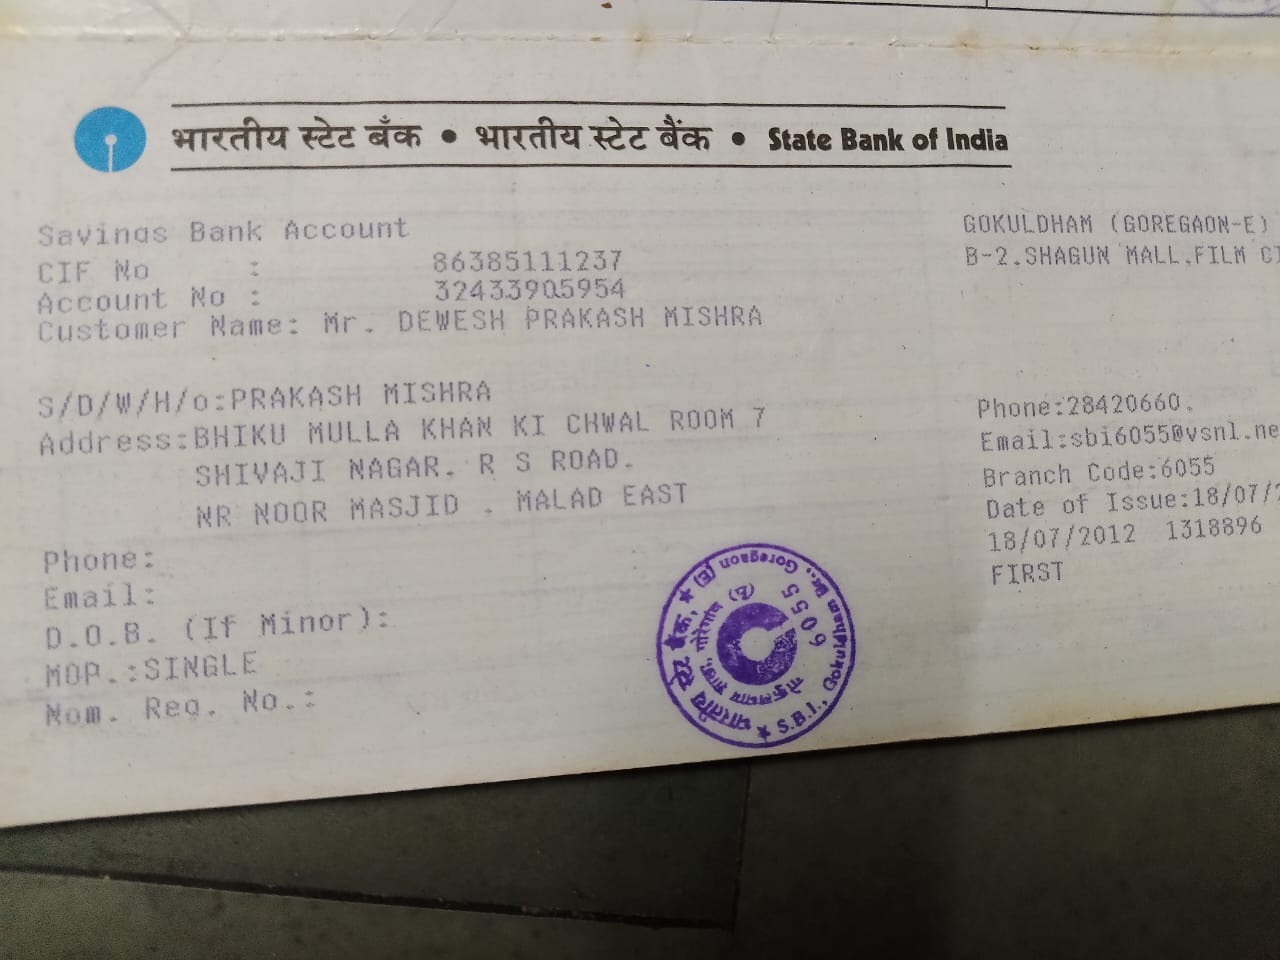 भारतीय स्टेट बँक • भारतीय स्टेट बैंक • State Bank of India
Savings Bank Account
CIF No : 86385111237
Account No : 32433905954
Customer Name: Mr. DEWESH PRAKASH MISHRA
S/D/W/H/o:PRAKASH MISHRA
Address:BHIKU MULLA KHAN KI CHWAL ROOM 7
SHIVAJI NAGAR. R S ROAD.
NR NOOR MASJID . MALAD EAST
Phone:
Email:
D.O.B. (If Minor):
MOP.:SINGLE
Nom. Reg. No.:
GOKULDHAM (GOREGAON-E)
B-2.SHAGUN MALL.FILM
Phone:28420660.
Email:sbi6055@vsnl.ne
Branch Code:6055
Date of Issue:18/07/
18/07/2012 1318896
FIRST
भारतीय स्टेट बैंक, ★ (E) Goregaon
★ S.B.I., Gokuldham Br.,
गोकुलधाम शाखा, गोरेगांव (पू)
6055